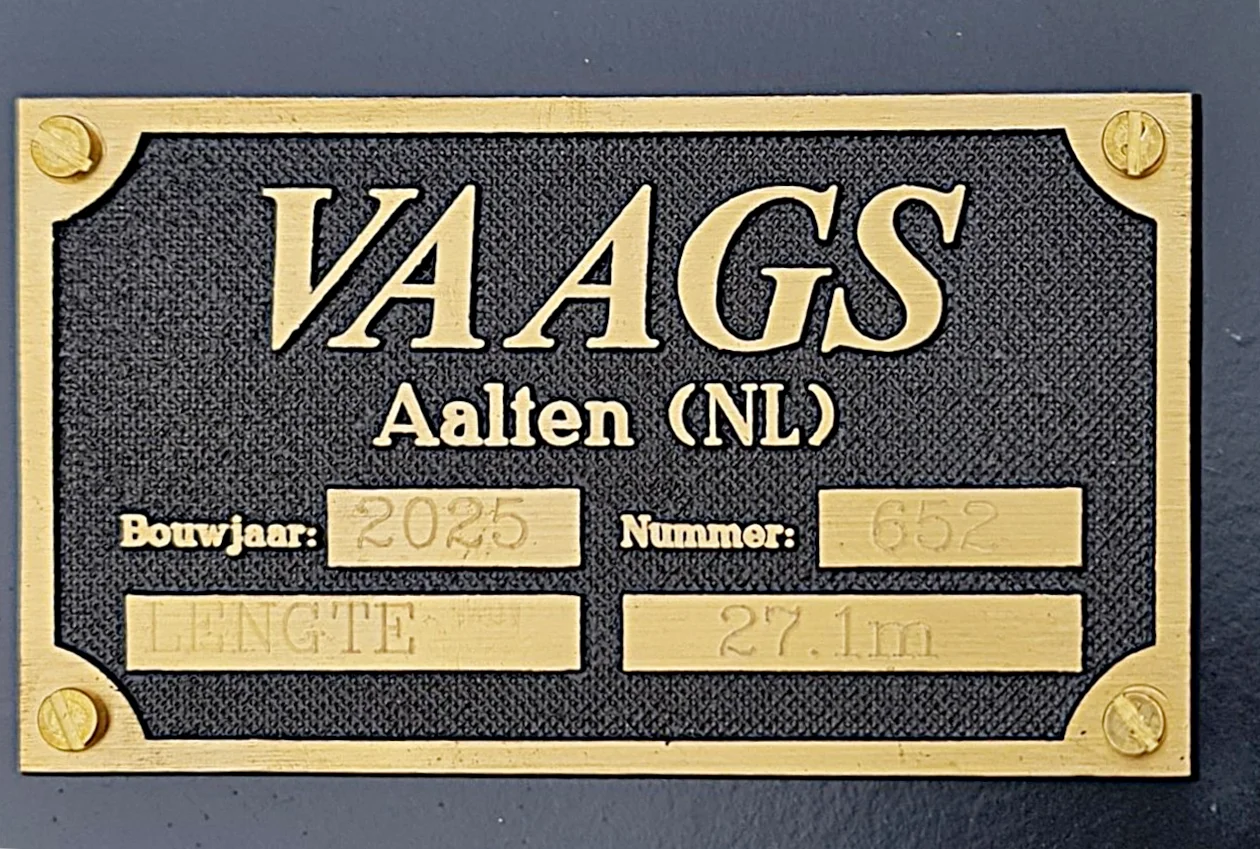 VAAGS
Aalten (NL)
Bouwjaar: 2025 Nummer: 652
LENGTE 27.1m